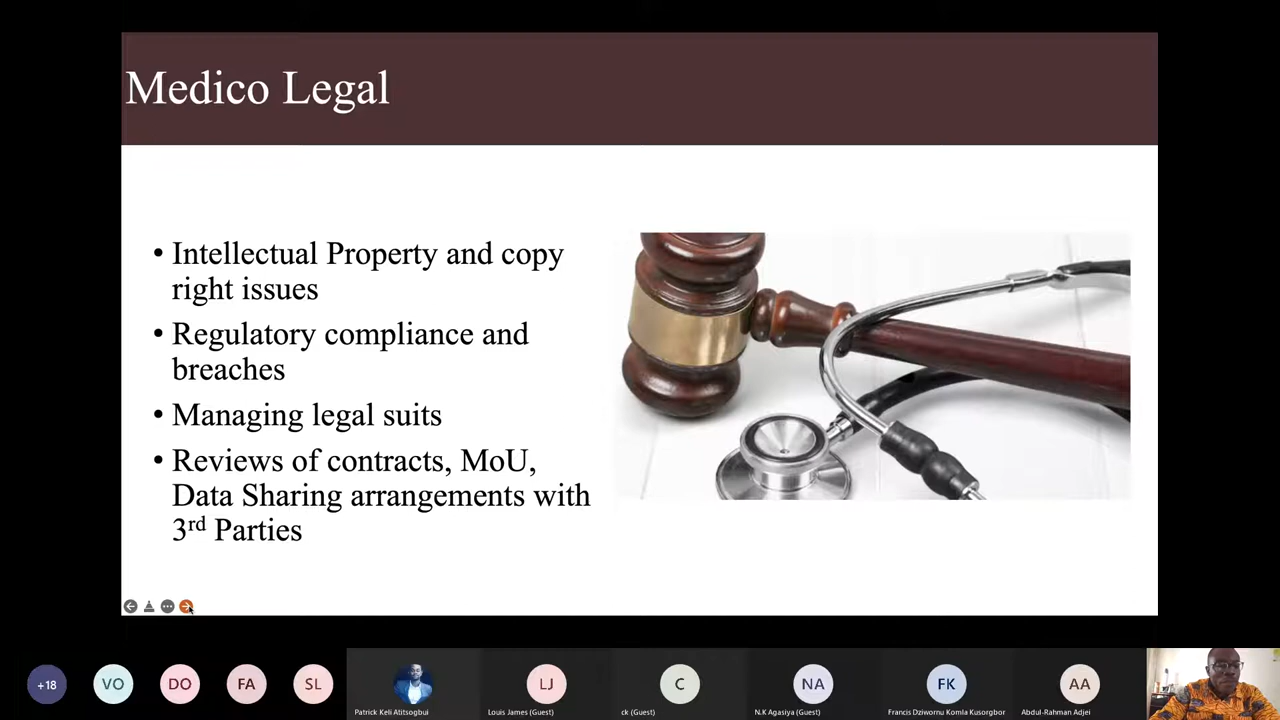 Medico Legal
• Intellectual Property and copy
right issues
• Regulatory compliance and
breaches
• Managing legal suits
• Reviews of contracts, MoU,
Data Sharing arrangements with
3rd Parties
+18
VO
DO
FA
SL
LJ
C
NA
FK
AA
Patrick Keli Atitsogbui
Louis James (Guest)
ck (Guest)
N.K Agasiya (Guest)
Francis Dziwornu Komla Kusorgbor
Abdul-Rahman Adjei